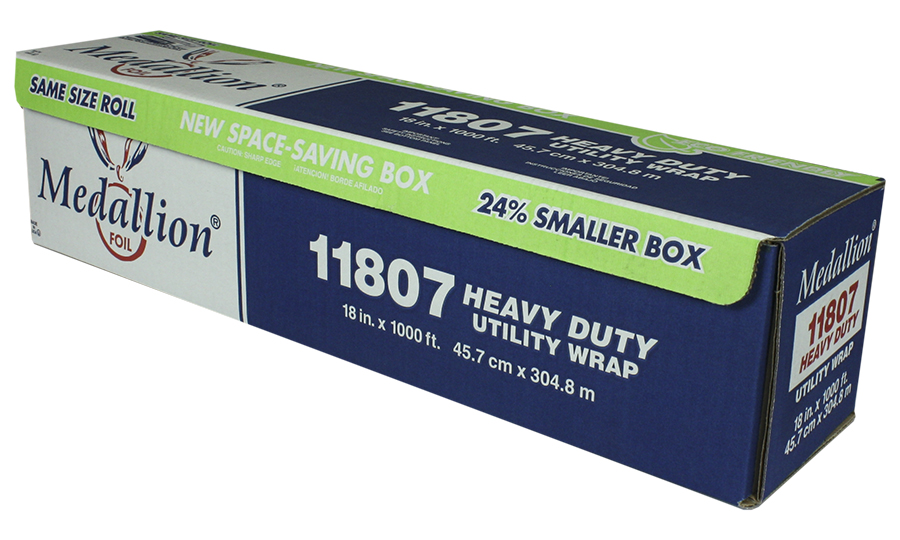 Medallion®
11807 HEAVY DUTY
UTILITY WRAP
18 in. x 1000 ft. 45.7 cm x 304.8 m
SAME SIZE ROLL
NEW SPACE-SAVING BOX
CAUTION: SHARP EDGE
¡ATENCION! BORDE AFILADO
24% SMALLER BOX
Medallion®
FOIL
11807 HEAVY DUTY
UTILITY WRAP
18 in. x 1000 ft. 45.7 cm x 304.8 m
Medallion®
11807
HEAVY DUTY
UTILITY WRAP
18 in. x 1000 ft.
45.7 cm x 304.8 m